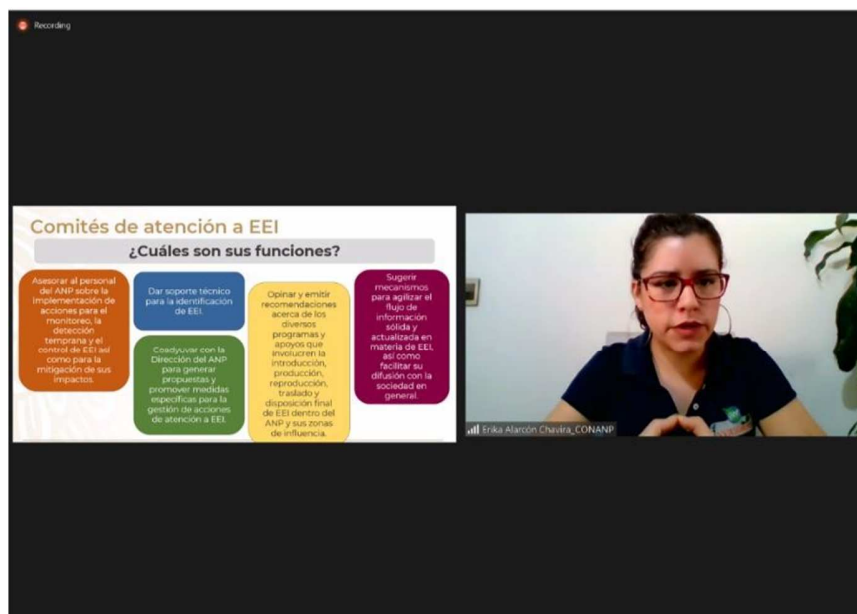 Recording
Comités de atención a EEI
¿Cuáles son sus funciones?
Asesorar al personal
del ANP sobre la
implementación de
acciones para el
monitoreo, la
detección
temprana y el
control de EEI así
como para la
mitigación de sus
impactos.
Dar soporte técnico
para la identificación
de EEI.
Coadyuvar con la
Dirección del ANP
para generar
propuestas y
promover medidas
específicas para la
gestión de acciones
de atención a EEI.
Opinar y emitir
recomendaciones
acerca de los
diversos
programas y
apoyos que
involucren la
introducción,
producción,
reproducción,
traslado y
disposición final
de EEI dentro del
ANP y sus zonas
de influencia.
Sugerir
mecanismos
para agilizar el
flujo de
información
sólida y
actualizada en
materia de EEI,
así como
facilitar su
difusión con la
sociedad en
general.
Erika Alarcón Chavira_CONANP